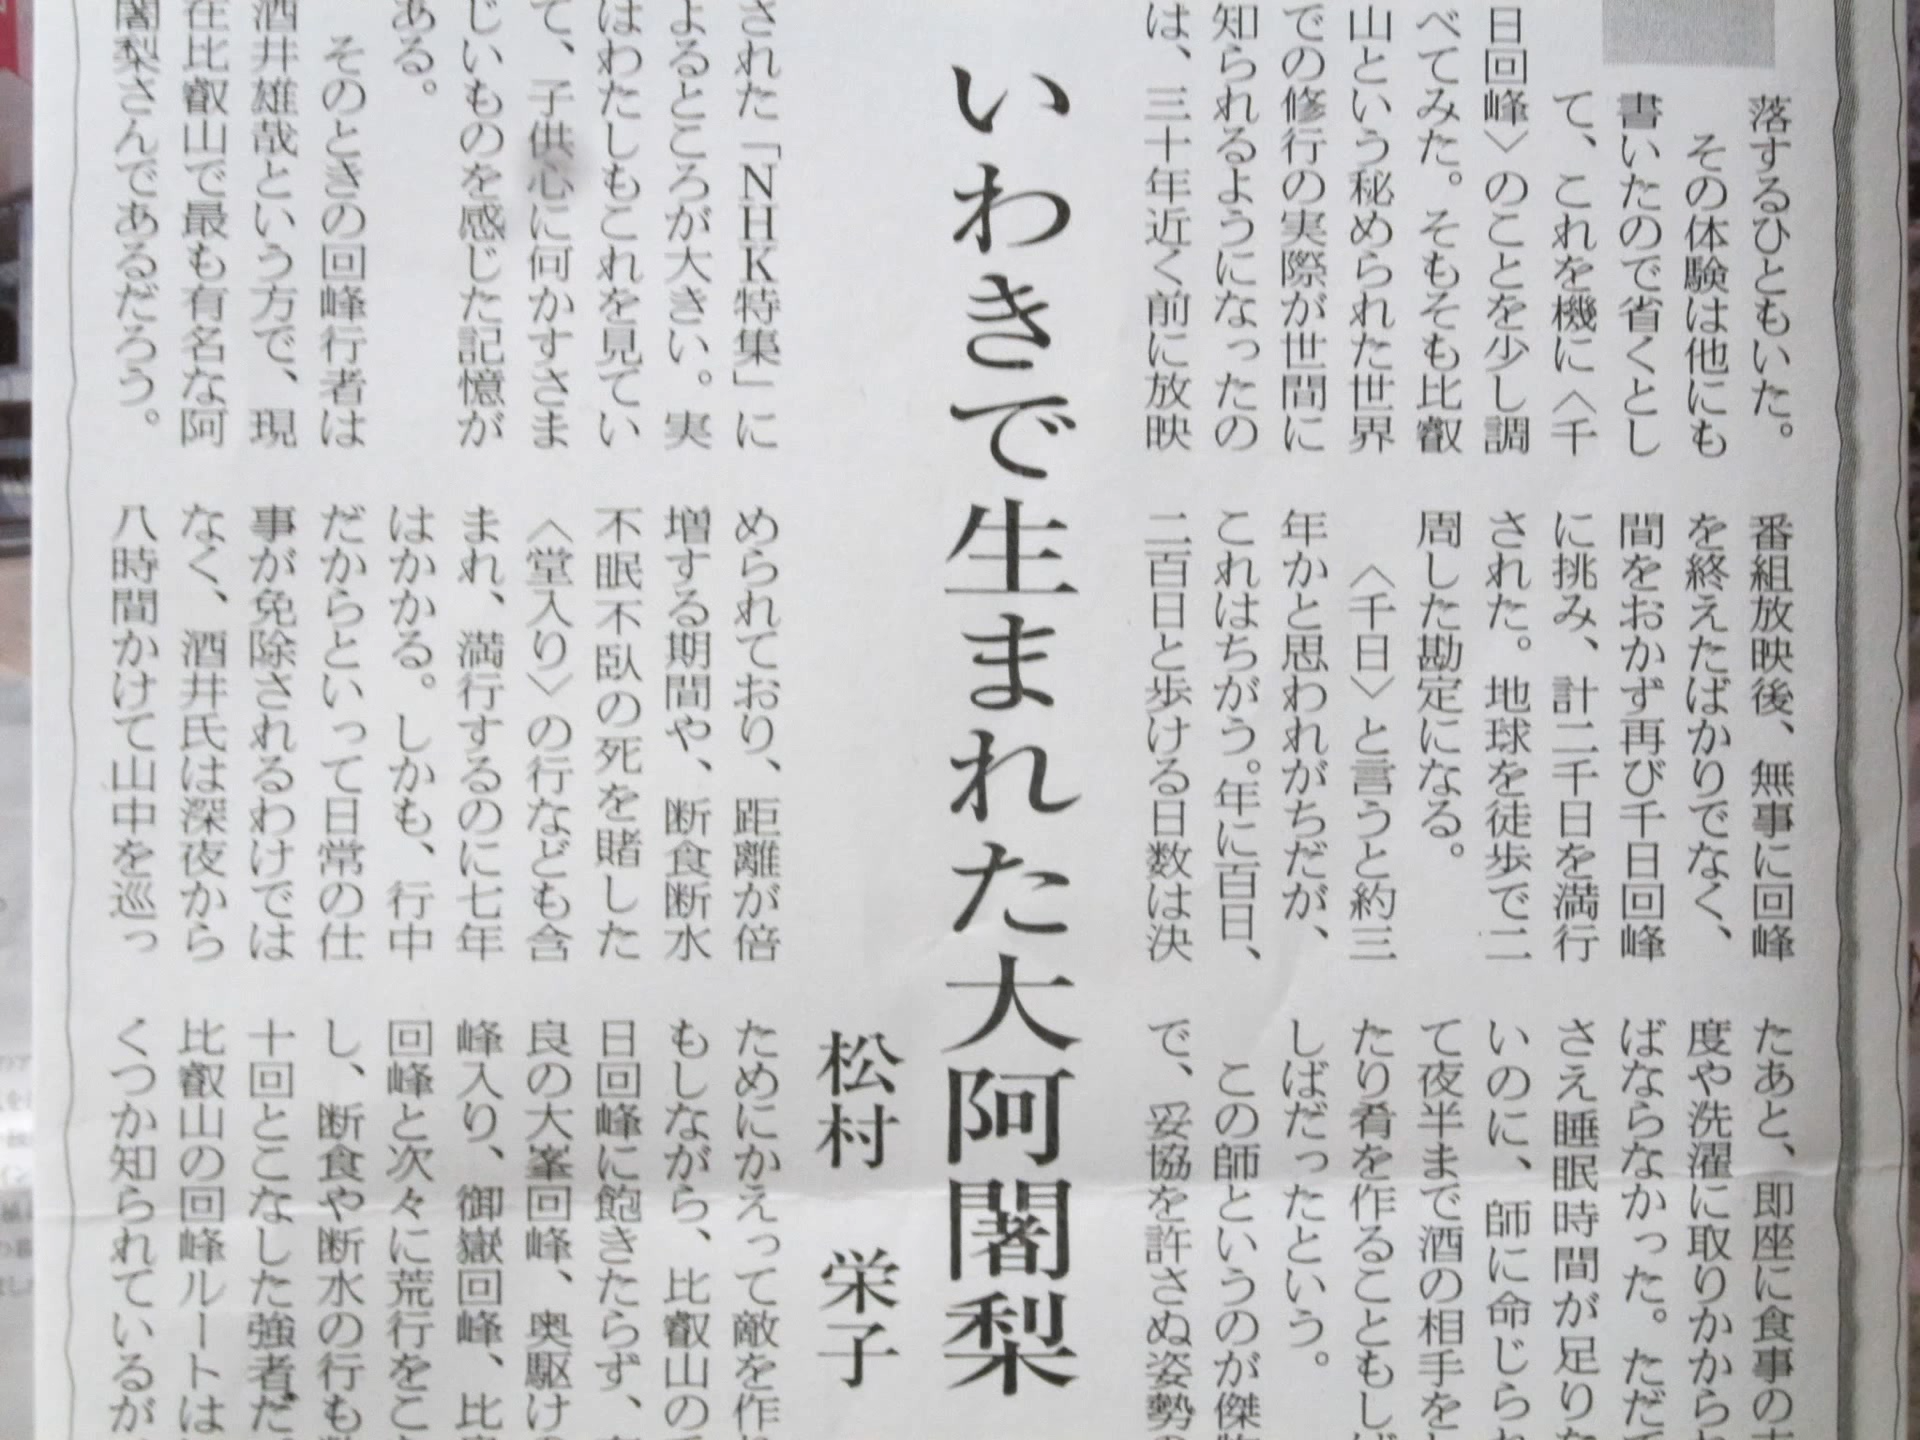 落するひともいた。
その体験は他にも
書いたので省くとし
て、これを機に〈千
日回峰〉のことを少し調
べてみた。そもそも比叡
山という秘められた世界
での修行の実際が世間に
知られるようになったの
は、三十年近く前に放映
いわきで生まれた大阿闍梨
松村 栄子
された「NHK特集」に
よるところが大きい。実
はわたしもこれを見てい
て、子供心に何かすさま
じいものを感じた記憶が
ある。
そのときの回峰行者は
酒井雄哉という方で、現
在比叡山で最も有名な阿
闍梨さんであるだろう。
番組放映後、無事に回峰
を終えたばかりでなく、
間をおかず再び千日回峰
に挑み、計二千日を満行
された。地球を徒歩で二
周した勘定になる。
〈千日〉と言うと約三
年かと思われがちだが、
これはちがう。年に百日、
二百日と歩ける日数は決
められており、距離が倍
増する期間や、断食断水
不眠不臥の死を賭した
〈堂入り〉の行なども含
まれ、満行するのに七年
はかかる。しかも、行中
だからといって日常の仕
事が免除されるわけでは
なく、酒井氏は深夜から
八時間かけて山中を巡っ
たあと、即座に食事の
度や洗濯に取りかから
ばならなかった。ただで
さえ睡眠時間が足りな
いのに、師に命じられ
て夜半まで酒の相手をし
たり肴を作ることもしば
しばだったという。
この師というのが傑物
で、妥協を許さぬ姿勢の
ためにかえって敵を作り
もしながら、比叡山の千
日回峰に飽きたらず、
良の大峯回峰、奥駆けの
峰入り、御嶽回峰、比
回峰と次々に荒行をこ
し、断食や断水の行も
十回とこなした強者だ
比叡山の回峰ルートは
くつか知られているが